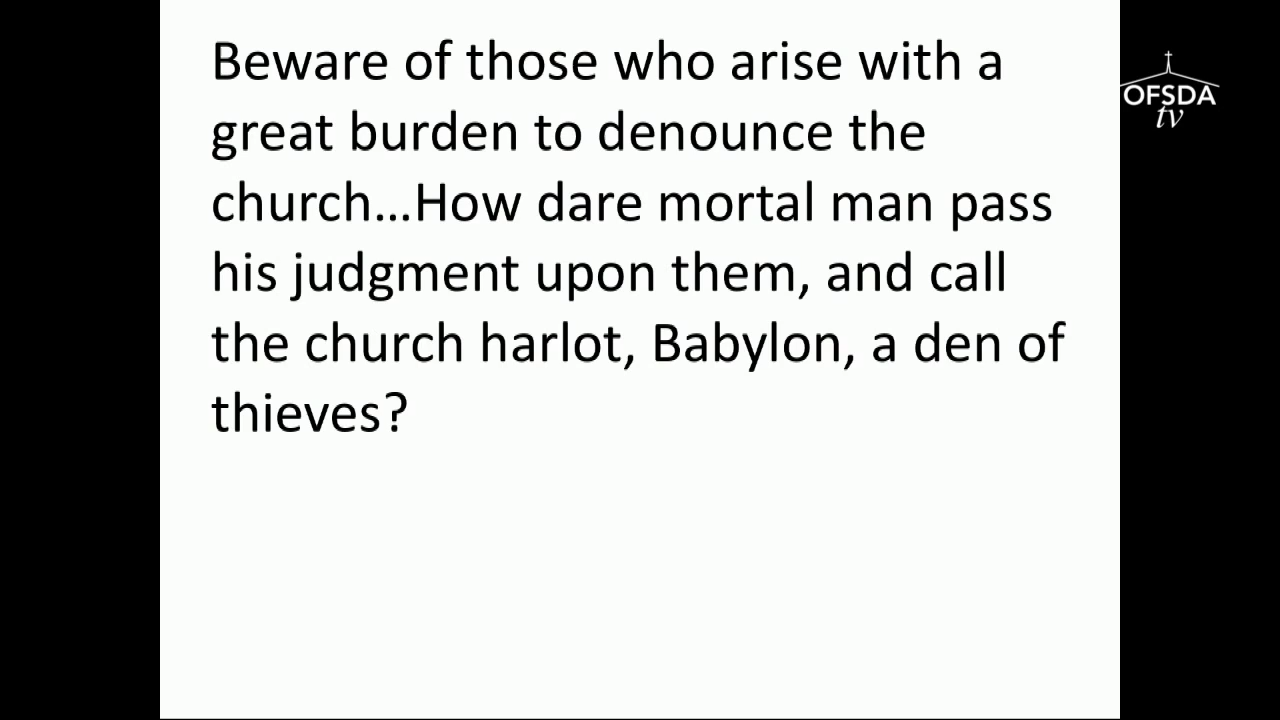 Beware of those who arise with a
great burden to denounce the
church...How dare mortal man pass
his judgment upon them, and call
the church harlot, Babylon, a den of
thieves?
OFSDA
tv